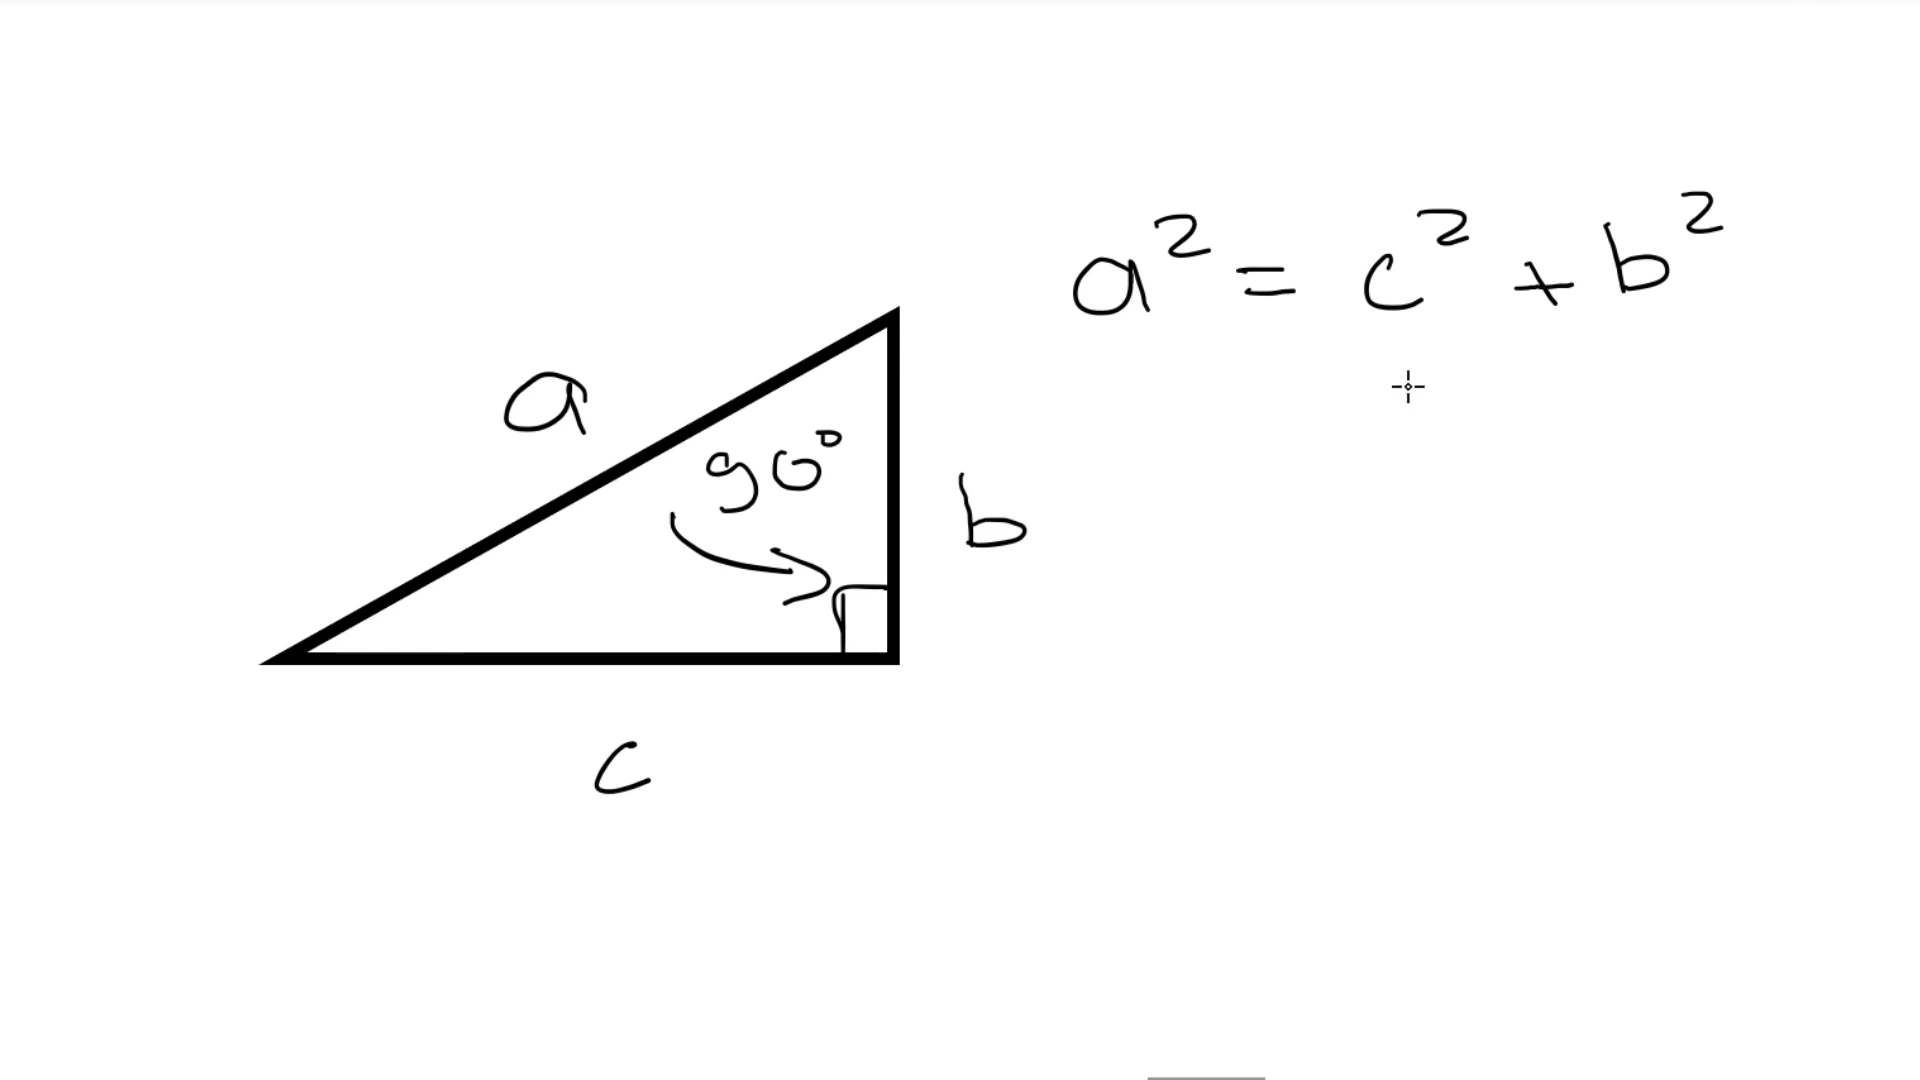 a² = c² + b²
a
90°
b
c